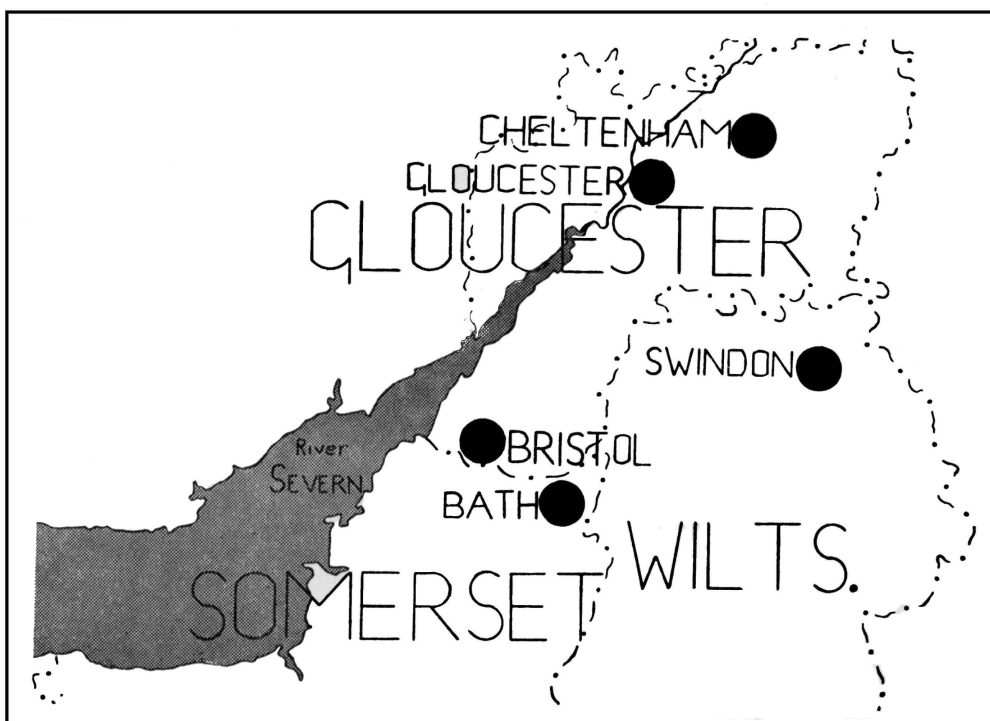 CHELTENHAM
GLOUCESTER
GLOUCESTER
SWINDON
BRISTOL
River
SEVERN
BATH
WILTS.
SOMERSET